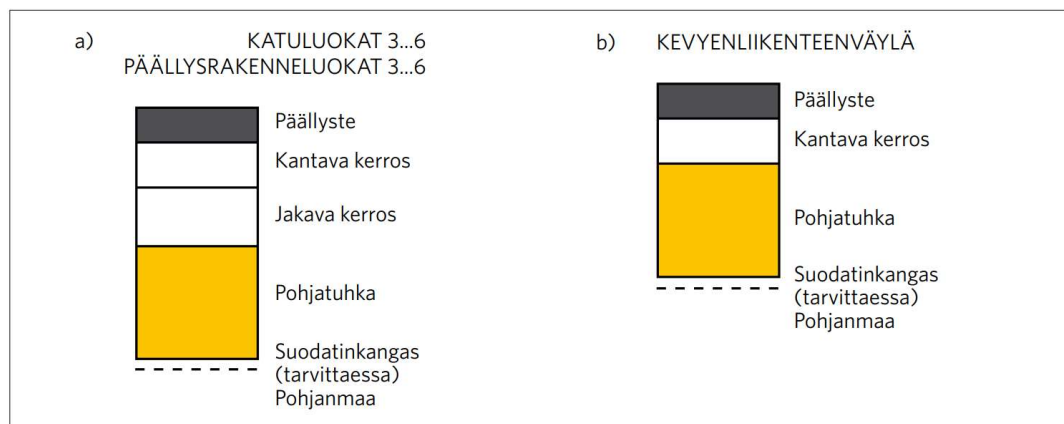 a)
KATULUOKAT 3...6
PÄÄLLYSRAKENNELUOKAT 3...6
Päällyste
Kantava kerros
Jakava kerros
Pohjatuhka
Suodatinkangas
(tarvittaessa)
Pohjanmaa
b)
KEVYENLIIKENTEENVÄYLÄ
Päällyste
Kantava kerros
Pohjatuhka
Suodatinkangas
(tarvittaessa)
Pohjanmaa